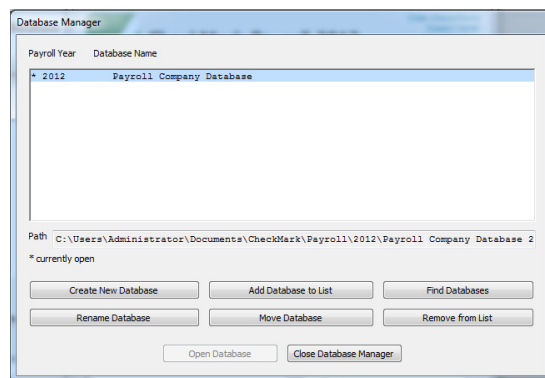 Database Manager
Payroll Year Database Name
* 2012 Payroll Company Database
Path C:\Users\Administrator\Documents\CheckMark\Payroll\2012\Payroll Company Database 2
* currently open
Create New Database Add Database to List Find Databases
Rename Database Move Database Remove from List
Open Database Close Database Manager